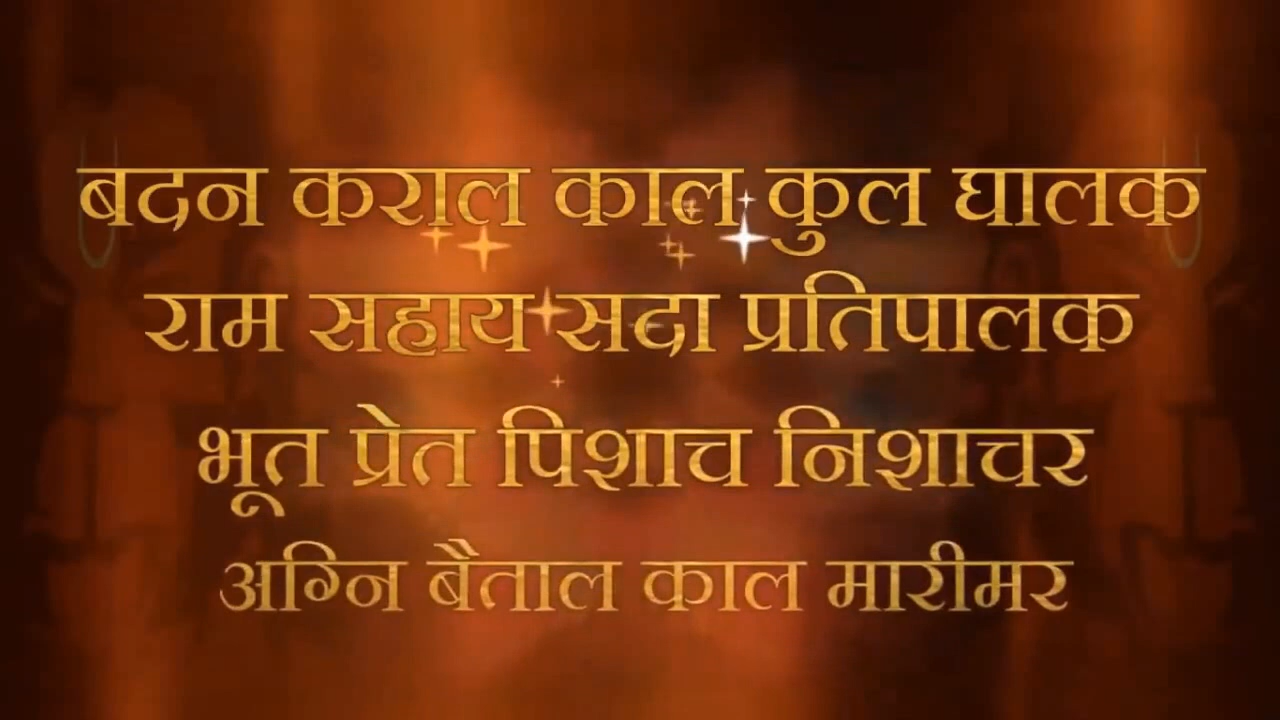 बदन कराल काल कुल घालक
राम सहाय सदा प्रतिपालक
भूत प्रेत पिशाच निशाचर
अग्नि बैताल काल मारीमर